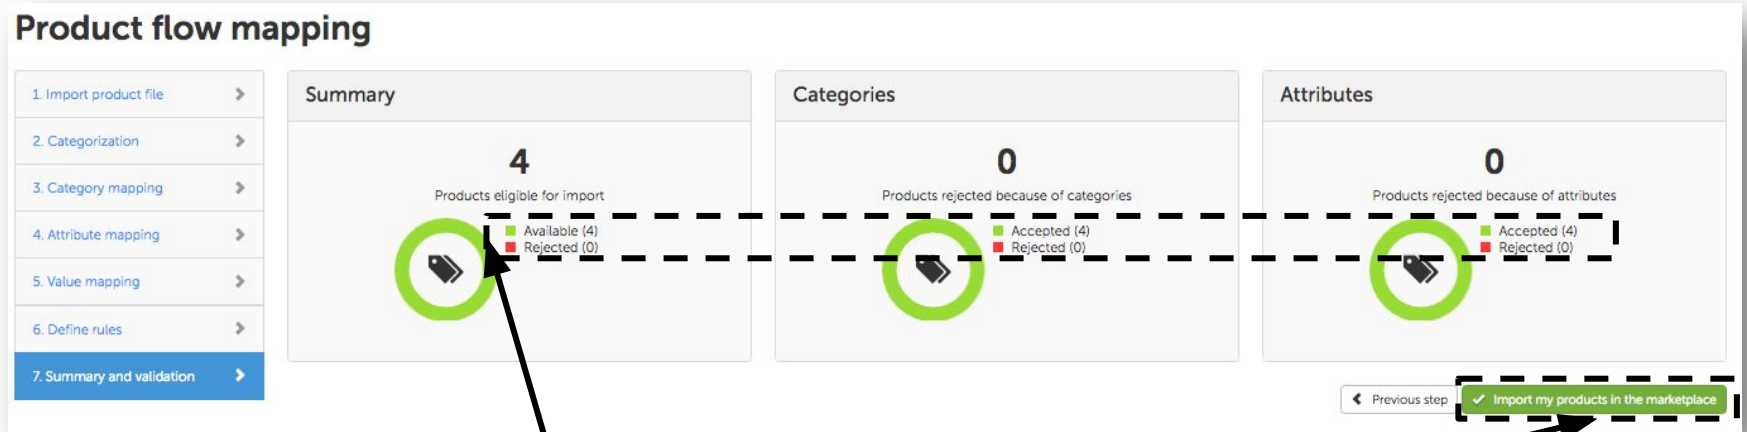 Product flow mapping
1. Import product file
2. Categorization
3. Category mapping
4. Attribute mapping
5. Value mapping
6. Define rules
7. Summary and validation
Summary
4
Products eligible for import
Available (4)
Rejected (0)
Categories
0
Products rejected because of categories
Accepted (4)
Rejected (0)
Attributes
0
Products rejected because of attributes
Accepted (4)
Rejected (0)
Previous step
Import my products in the marketplace